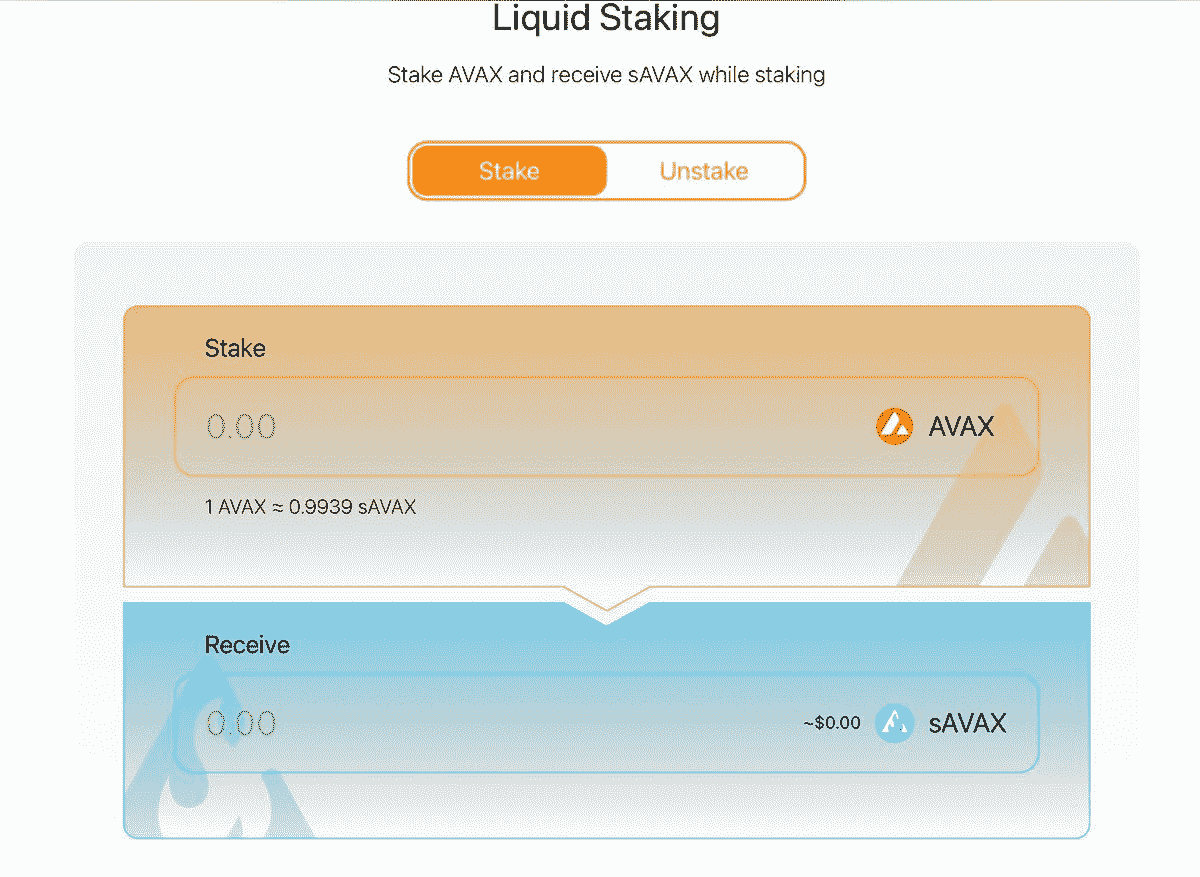 Liquid Staking
Stake AVAX and receive sAVAX while staking
Stake Unstake
Stake
0.00 AVAX
1 AVAX ≈ 0.9939 sAVAX
Receive
0.00 ~$0.00 sAVAX